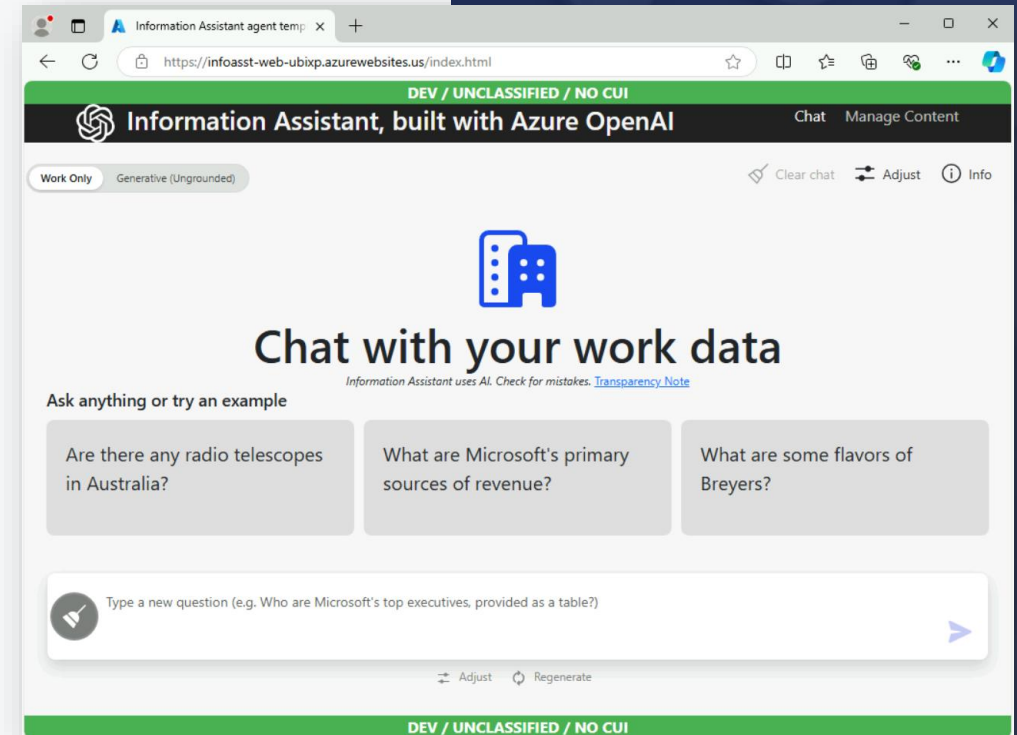 Information Assistant agent temp
https://infoasst-web-ubixp.azurewebsites.us/index.html
DEV / UNCLASSIFIED / NO CUI
Information Assistant, built with Azure OpenAI
Chat Manage Content
Work Only Generative (Ungrounded)
Clear chat Adjust Info
Chat with your work data
Information Assistant uses AI. Check for mistakes. Transparency Note
Ask anything or try an example
Are there any radio telescopes
in Australia?
What are Microsoft's primary
sources of revenue?
What are some flavors of
Breyers?
Type a new question (e.g. Who are Microsoft's top executives, provided as a table?)
Adjust Regenerate
DEV / UNCLASSIFIED / NO CUI